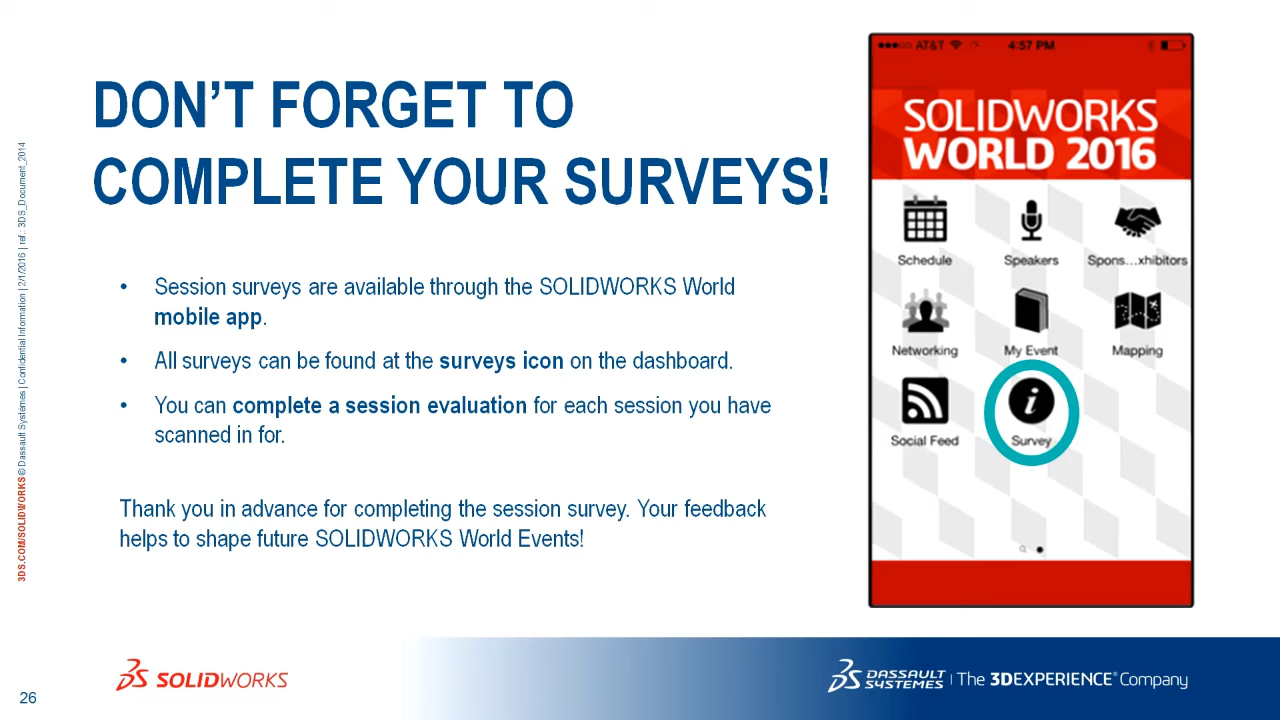 DON'T FORGET TO
COMPLETE YOUR SURVEYS!
• Session surveys are available through the SOLIDWORKS World
mobile app.
• All surveys can be found at the surveys icon on the dashboard.
• You can complete a session evaluation for each session you have
scanned in for.
Thank you in advance for completing the session survey. Your feedback
helps to shape future SOLIDWORKS World Events!
AT&T 4:57 PM
SOLIDWORKS
WORLD 2016
Schedule Speakers Spons...xhibitors
Networking My Event Mapping
Social Feed Survey
3DS.COM/SOLIDWORKS © Dassault Systèmes | Confidential Information | 2/1/2016 | ref.: 3DS_Document_2014
26
SOLIDWORKS
DASSAULT
SYSTEMES | The 3DEXPERIENCE® Company